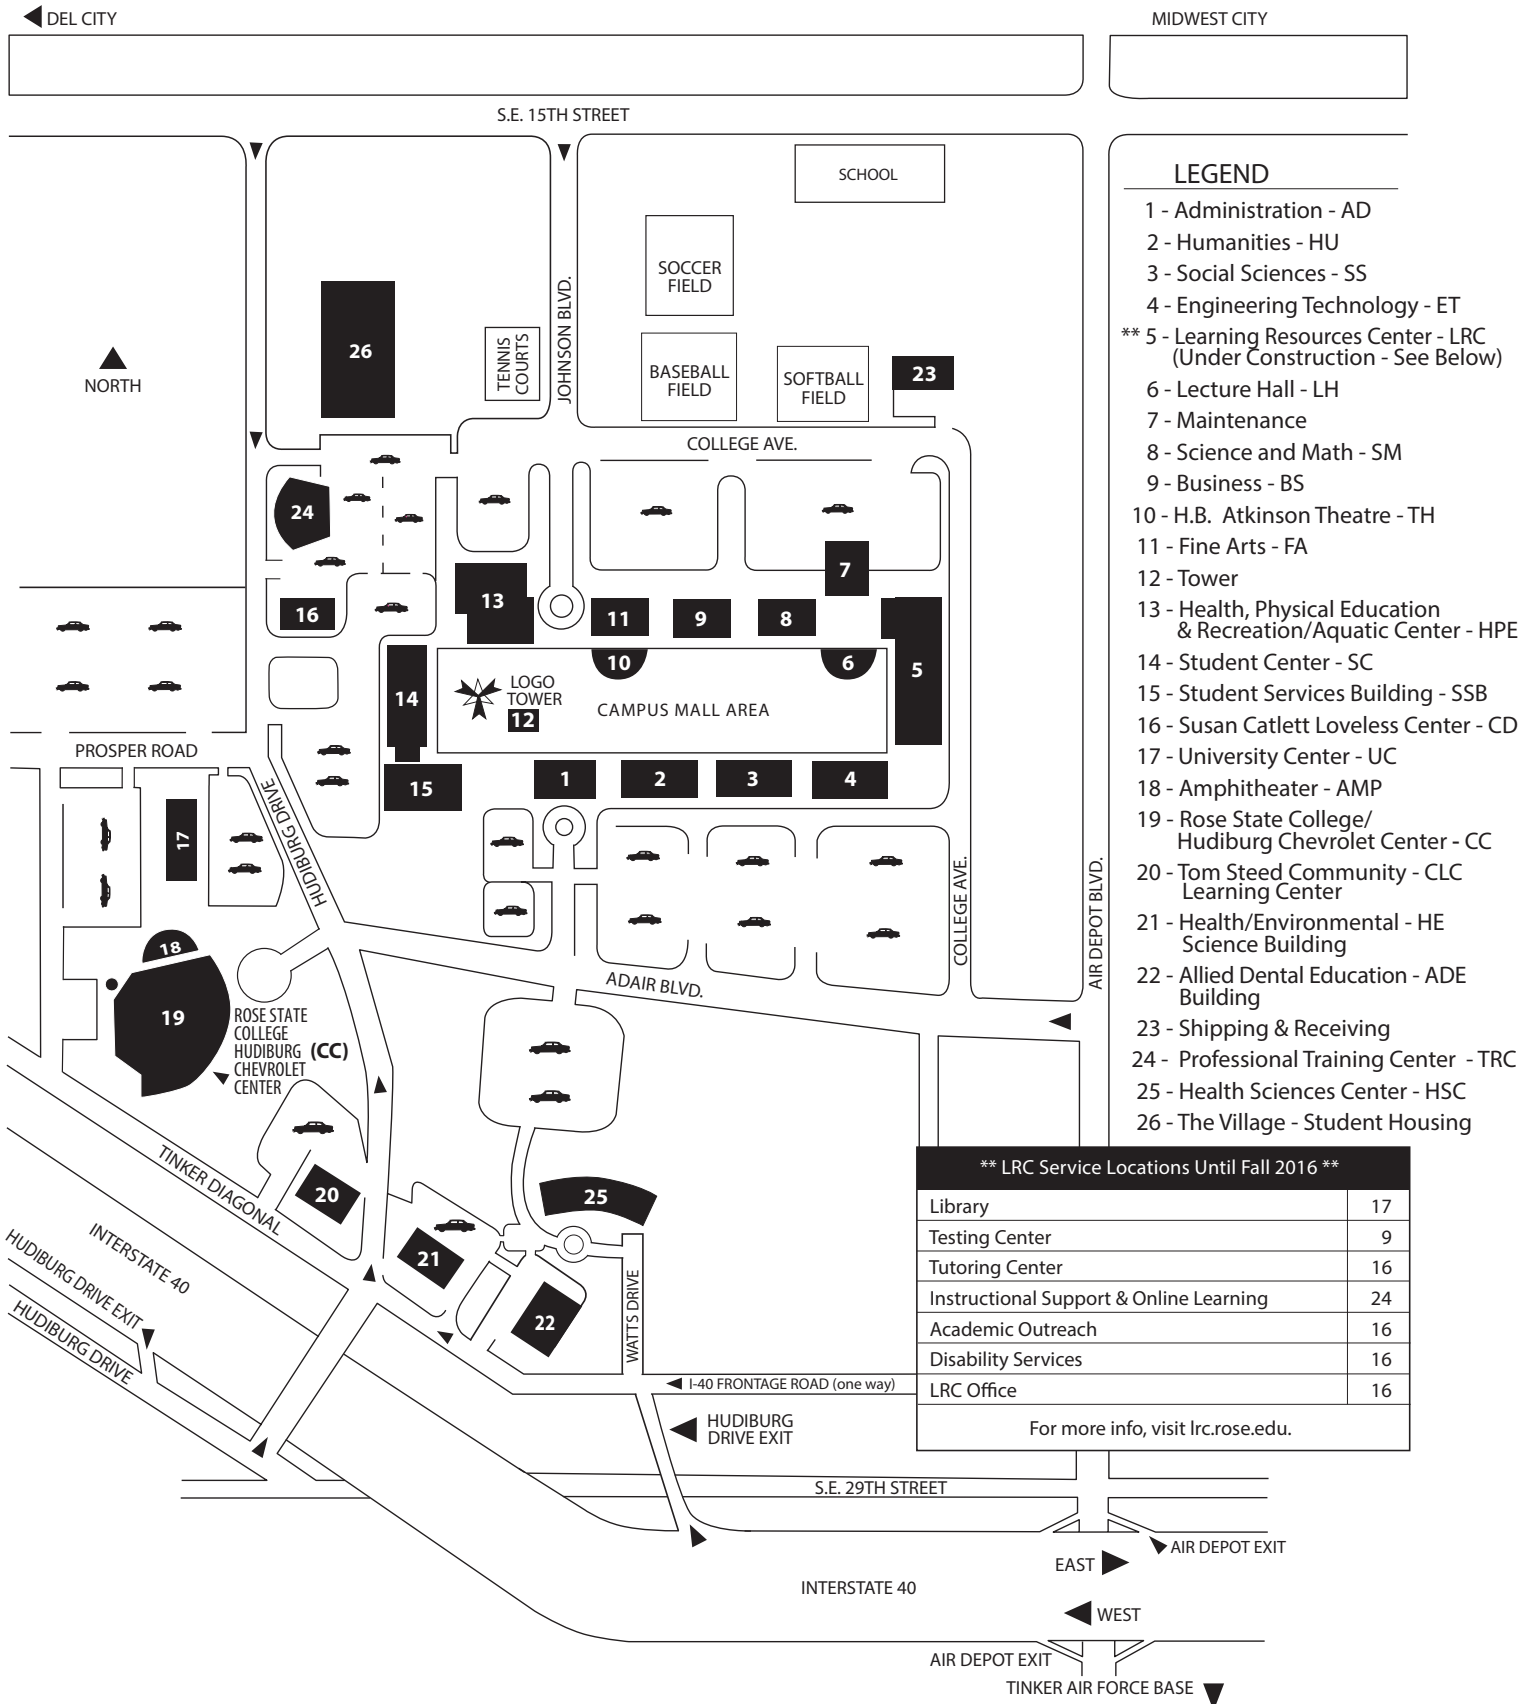 DEL CITY
MIDWEST CITY
S.E. 15TH STREET
SCHOOL
SOCCER
FIELD
JOHNSON BLVD.
TENNIS
COURTS
BASEBALL
FIELD
SOFTBALL
FIELD
23
26
NORTH
COLLEGE AVE.
24
7
13
16
11
9
8
10
6
5
14
LOGO
TOWER
12
CAMPUS MALL AREA
PROSPER ROAD
15
1
2
3
4
HUDIBURG DRIVE
17
COLLEGE AVE.
AIR DEPOT BLVD.
18
ADAIR BLVD.
19
ROSE STATE
COLLEGE
HUDIBURG (CC)
CHEVROLET
CENTER
TINKER DIAGONAL
20
25
21
22
WATTS DRIVE
INTERSTATE 40
HUDIBURG DRIVE EXIT
HUDIBURG DRIVE
I-40 FRONTAGE ROAD (one way)
HUDIBURG
DRIVE EXIT
S.E. 29TH STREET
AIR DEPOT EXIT
EAST
INTERSTATE 40
WEST
AIR DEPOT EXIT
TINKER AIR FORCE BASE
LEGEND
1 - Administration - AD
2 - Humanities - HU
3 - Social Sciences - SS
4 - Engineering Technology - ET
** 5 - Learning Resources Center - LRC
(Under Construction - See Below)
6 - Lecture Hall - LH
7 - Maintenance
8 - Science and Math - SM
9 - Business - BS
10 - H.B. Atkinson Theatre - TH
11 - Fine Arts - FA
12 - Tower
13 - Health, Physical Education
& Recreation/Aquatic Center - HPE
14 - Student Center - SC
15 - Student Services Building - SSB
16 - Susan Catlett Loveless Center - CD
17 - University Center - UC
18 - Amphitheater - AMP
19 - Rose State College/
Hudiburg Chevrolet Center - CC
20 - Tom Steed Community - CLC
Learning Center
21 - Health/Environmental - HE
Science Building
22 - Allied Dental Education - ADE
Building
23 - Shipping & Receiving
24 - Professional Training Center - TRC
25 - Health Sciences Center - HSC
26 - The Village - Student Housing
** LRC Service Locations Until Fall 2016 **
Library 17
Testing Center 9
Tutoring Center 16
Instructional Support & Online Learning 24
Academic Outreach 16
Disability Services 16
LRC Office 16
For more info, visit lrc.rose.edu.